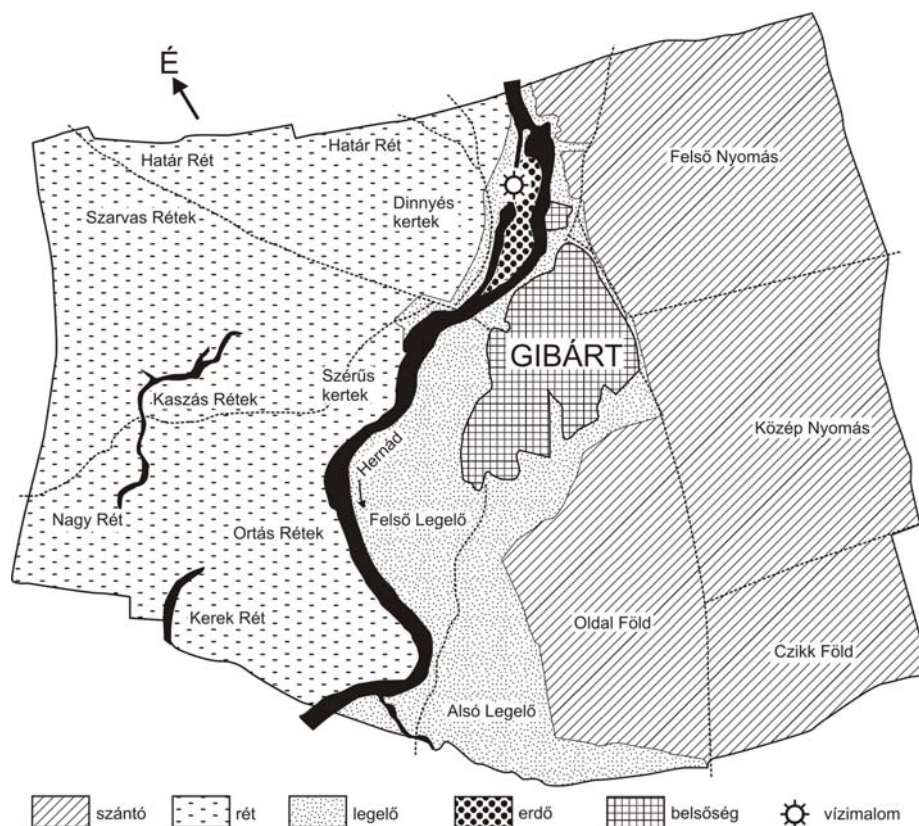 É
Határ Rét
Határ Rét
Felső Nyomás
Szarvas Rétek
Dinnyés
kertek
GIBÁRT
Szérűs
kertek
Kaszás Rétek
Közép Nyomás
Hernád
Nagy Rét
Ortás Rétek
Felső Legelő
Kerek Rét
Oldal Föld
Czikk Föld
Alsó Legelő
szántó
rét
legelő
erdő
belsőség
vízimalom